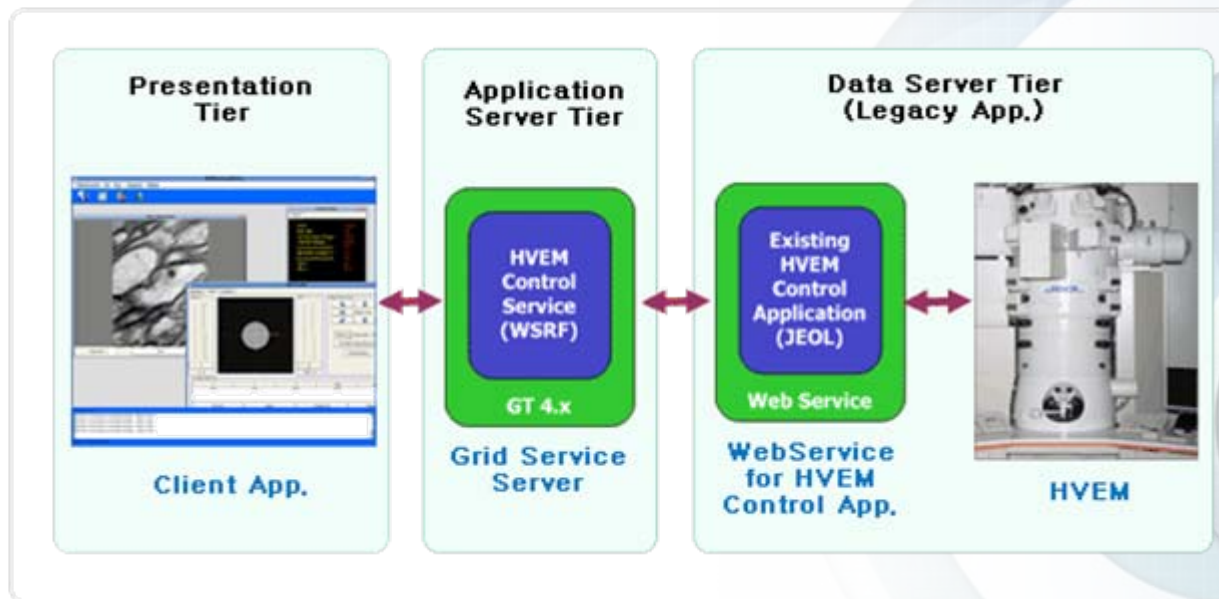 Presentation
Tier
Client App.
Application
Server Tier
HVEM
Control
Service
(WSRF)
GT 4.x
Grid Service
Server
Data Server Tier
(Legacy App.)
Existing
HVEM
Control
Application
(JEOL)
Web Service
WebService
for HVEM
Control App.
HVEM